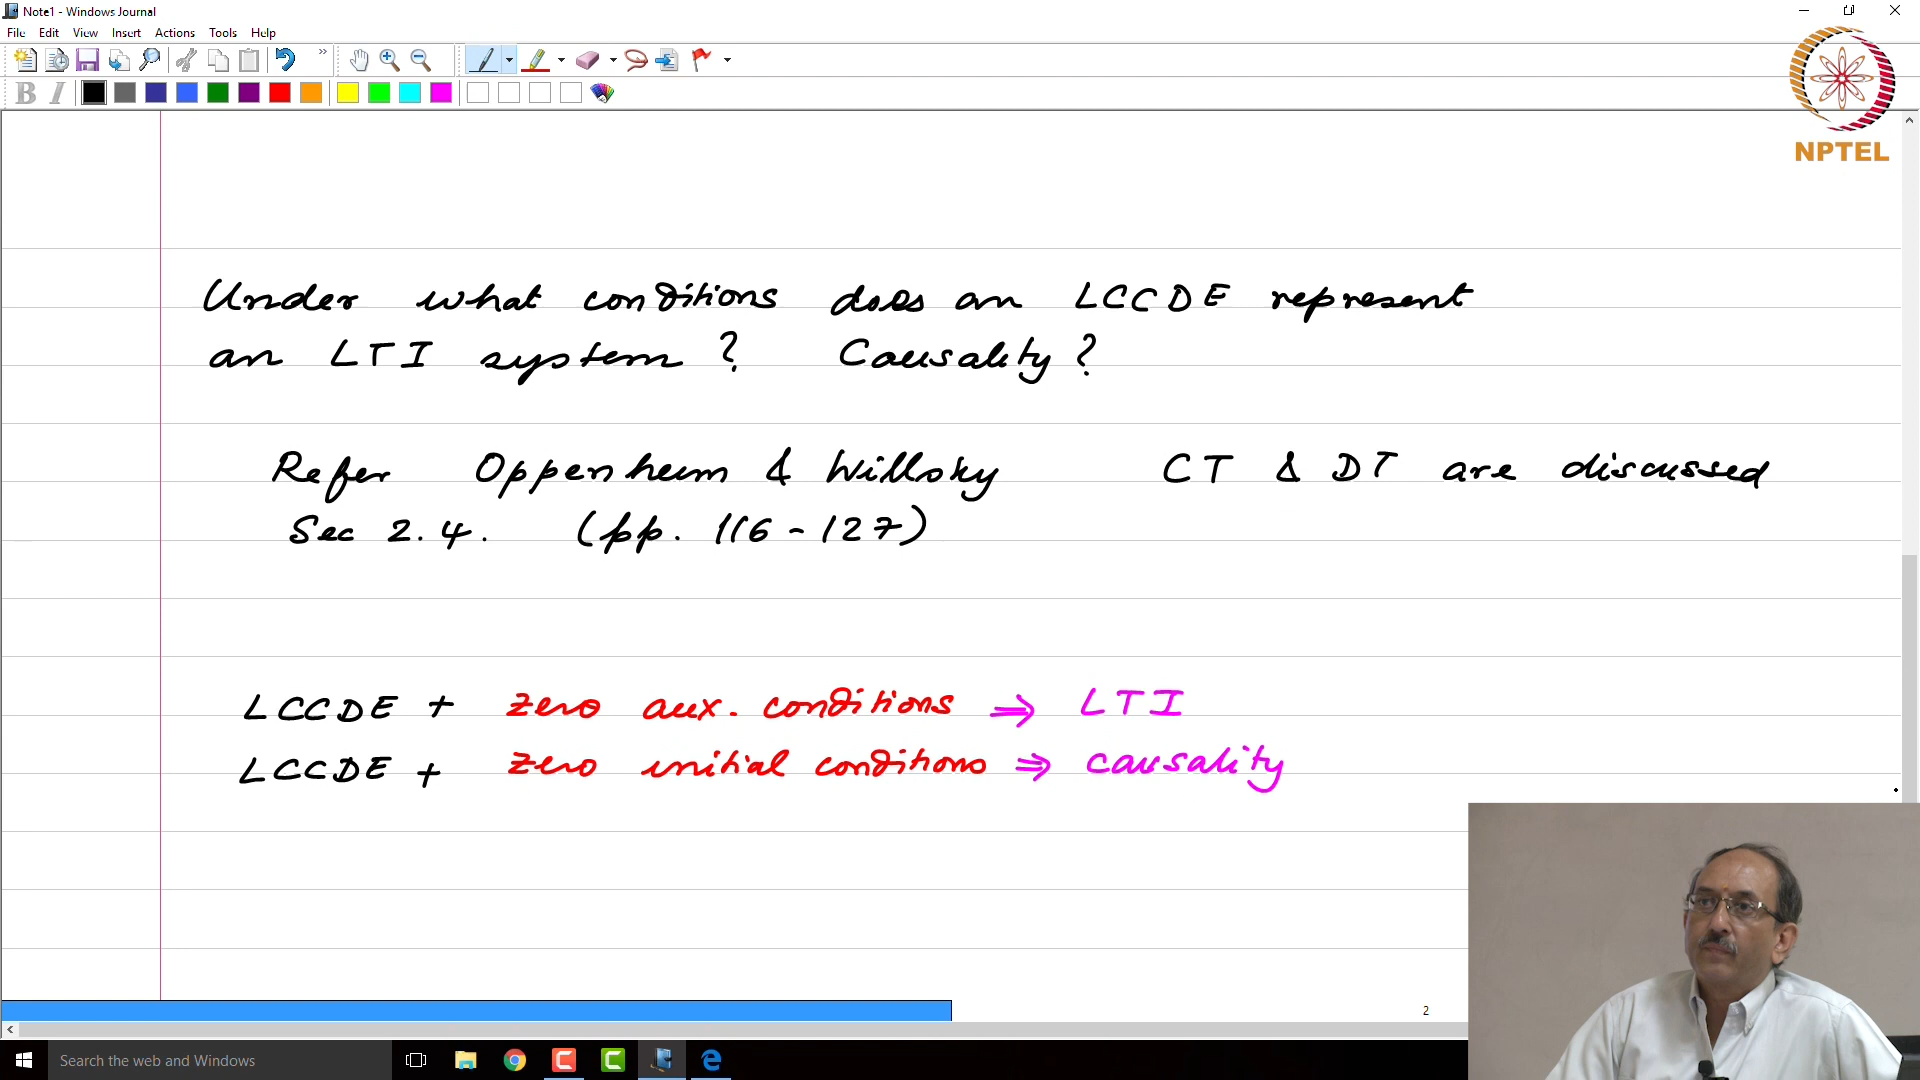 Note1 - Windows Journal
File Edit View Insert Actions Tools Help
B I
NPTEL
Under what conditions does an LCCDE represent
an LTI system ? Causality ?
Refer Oppenheim & Willsky CT & DT are discussed
Sec 2.4. (pp. 116 - 127)
LCCDE + zero aux. conditions ⇒ LTI
LCCDE + zero initial conditions ⇒ causality
2
Search the web and Windows